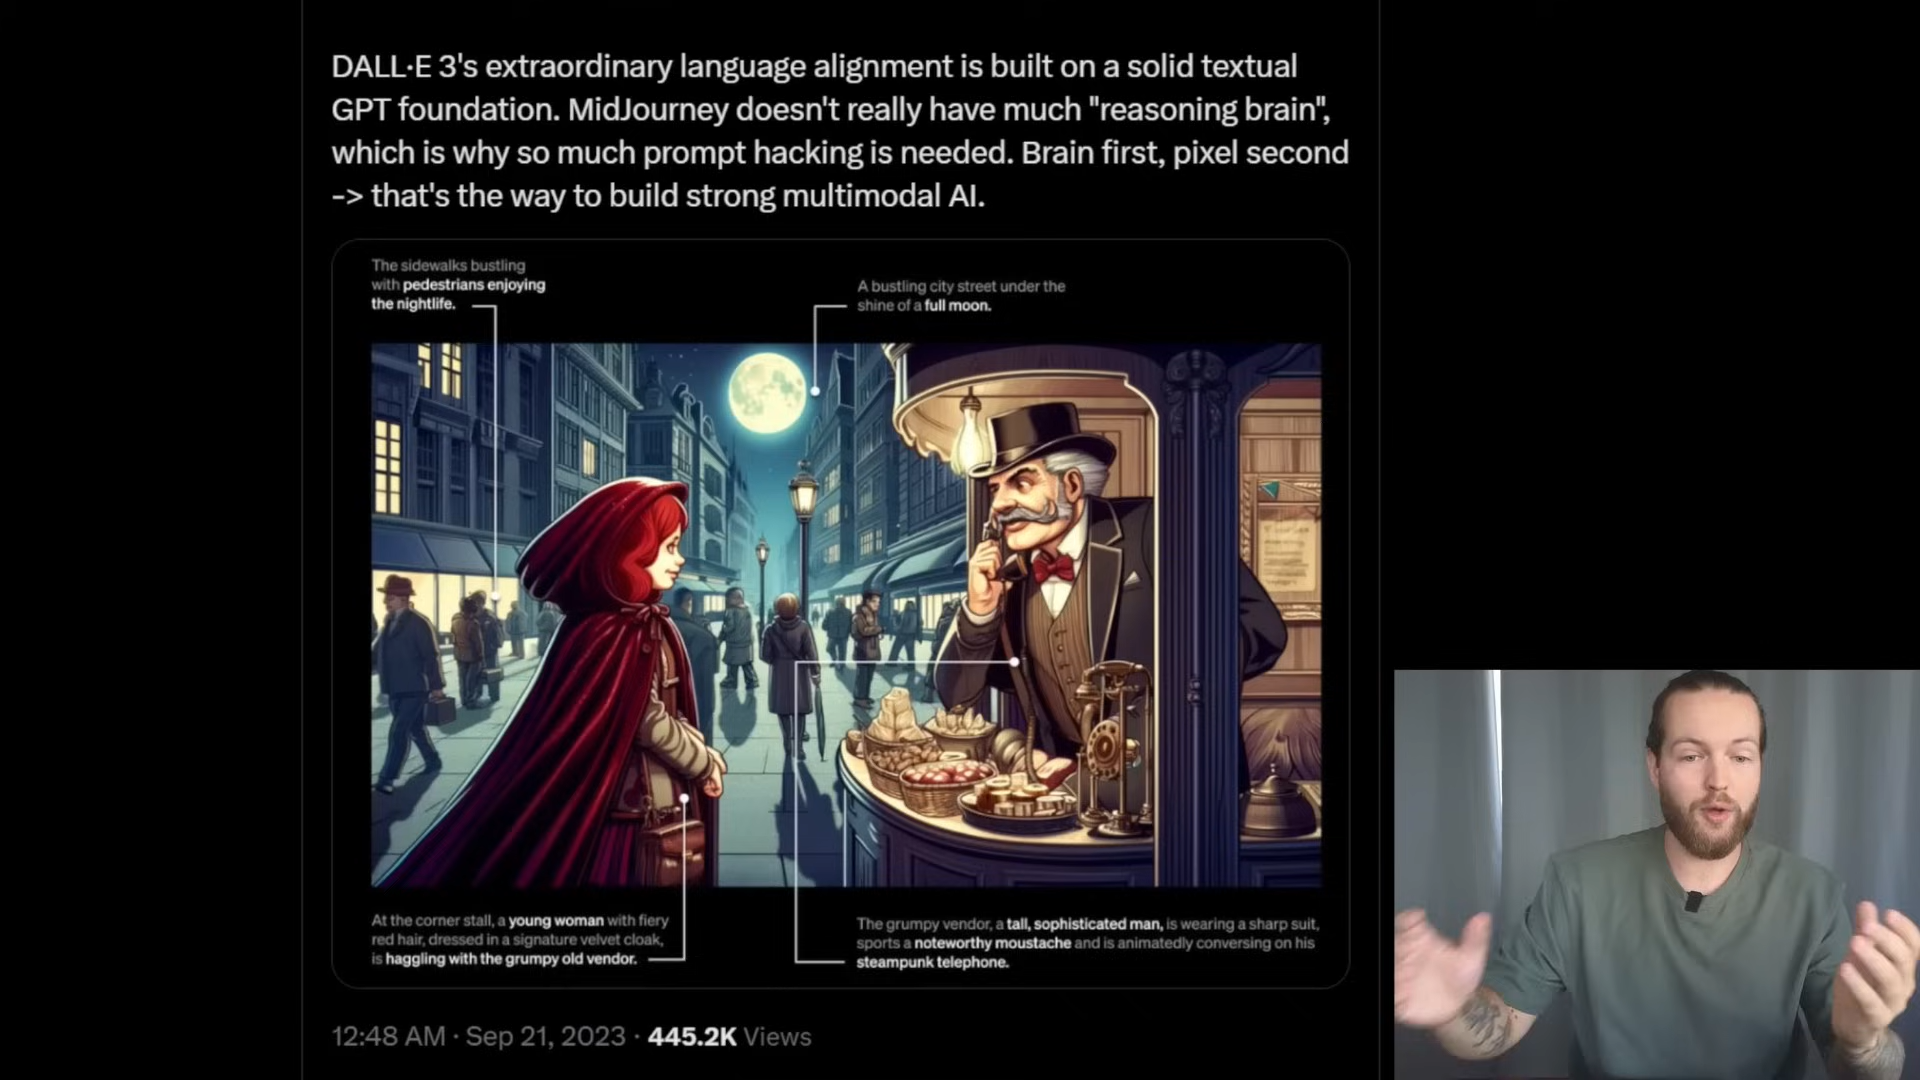 DALL·E 3's extraordinary language alignment is built on a solid textual
GPT foundation. MidJourney doesn't really have much "reasoning brain",
which is why so much prompt hacking is needed. Brain first, pixel second
-> that's the way to build strong multimodal AI.
The sidewalks bustling
with pedestrians enjoying
the nightlife.
A bustling city street under the
shine of a full moon.
At the corner stall, a young woman with fiery
red hair, dressed in a signature velvet cloak,
is haggling with the grumpy old vendor.
The grumpy vendor, a tall, sophisticated man, is wearing a sharp suit,
sports a noteworthy moustache and is animatedly conversing on his
steampunk telephone.
12:48 AM · Sep 21, 2023 · 445.2K Views